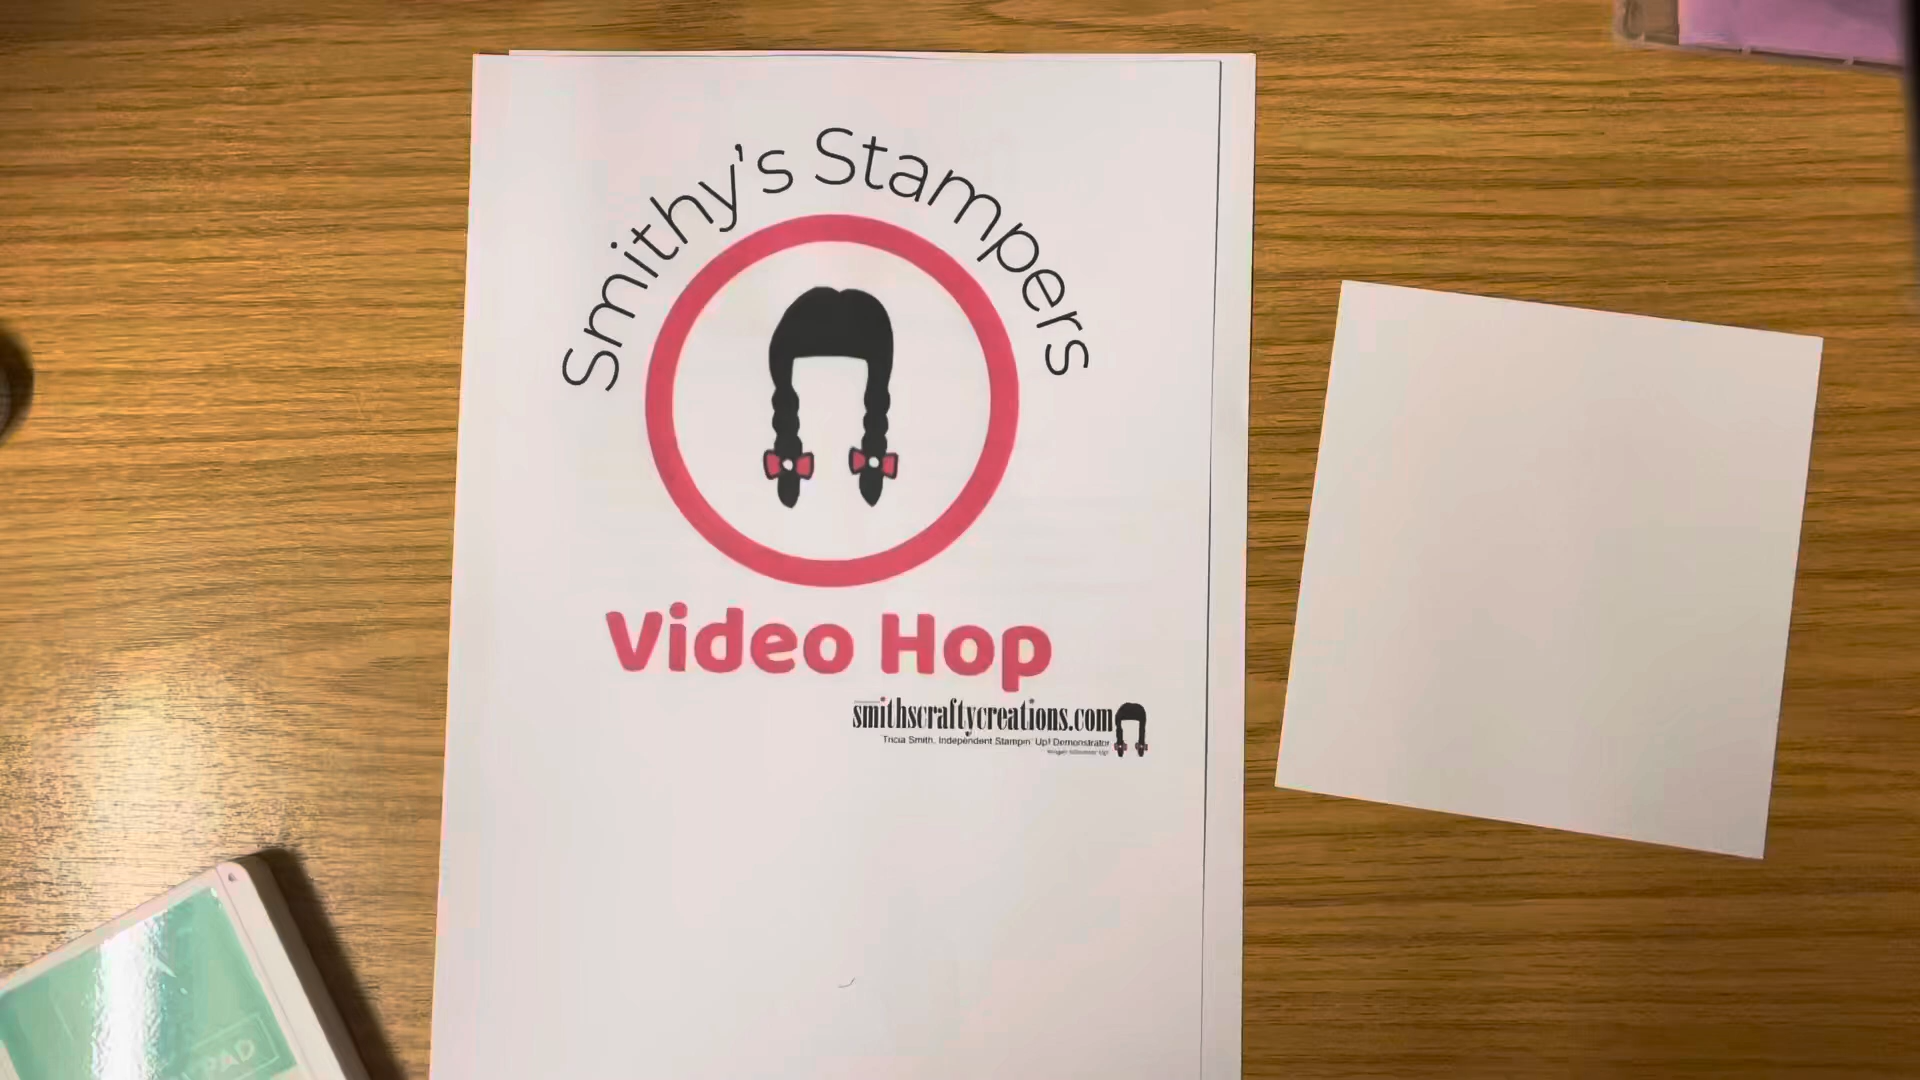 Smithy's Stampers
Video Hop
smithscraftycreations.com
Tricia Smith, Independent Stampin' Up! Demonstrator
PAD